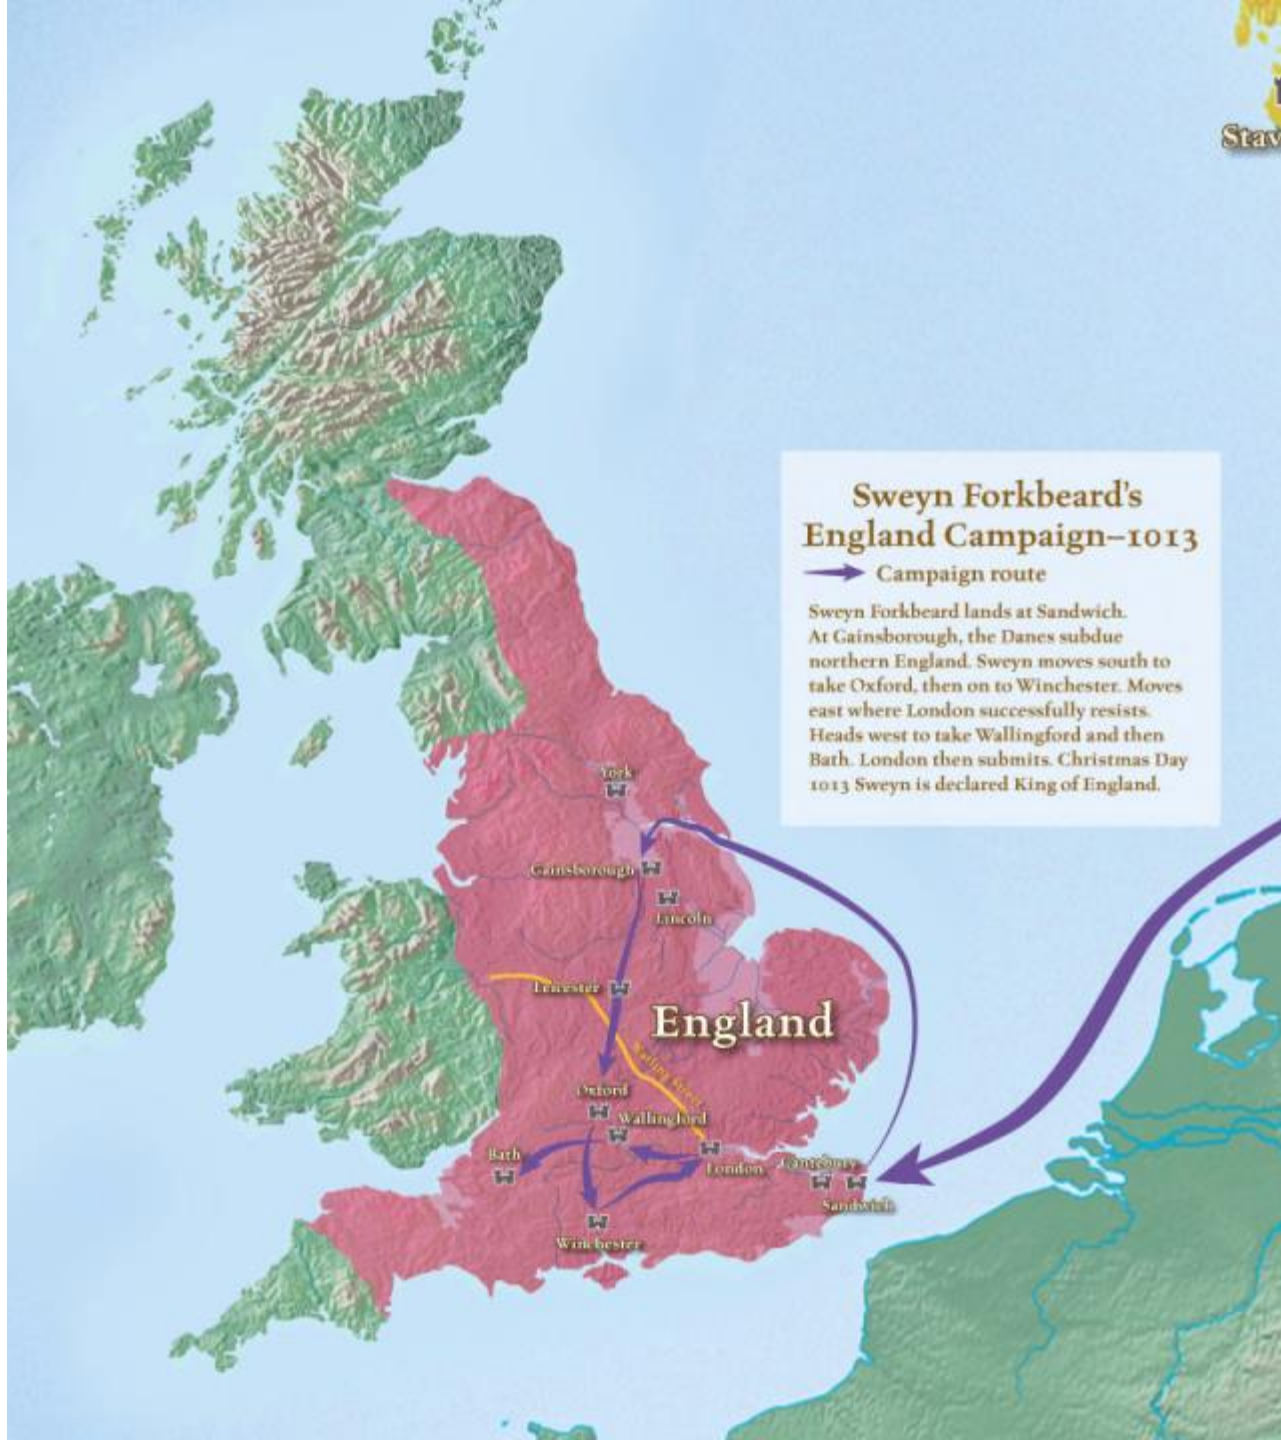 Stav
Sweyn Forkbeard's
England Campaign–1013
Campaign route
Sweyn Forkbeard lands at Sandwich.
At Gainsborough, the Danes subdue
northern England. Sweyn moves south to
take Oxford, then on to Winchester. Moves
east where London successfully resists.
Heads west to take Wallingford and then
Bath. London then submits. Christmas Day
1013 Sweyn is declared King of England.
York
Gainsborough
Lincoln
Leicester
England
Watling Street
Oxford
Wallingford
Bath
London
Cantebury
Sandwich
Winchester